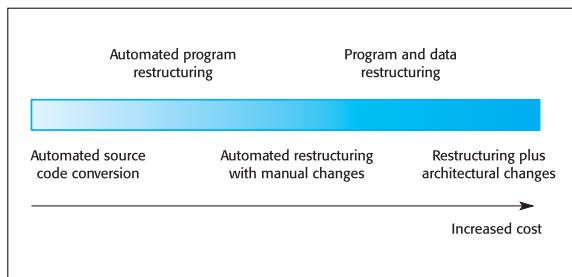 Automated program
restructuring
Program and data
restructuring
Automated source
code conversion
Automated restructuring
with manual changes
Restructuring plus
architectural changes
Increased cost